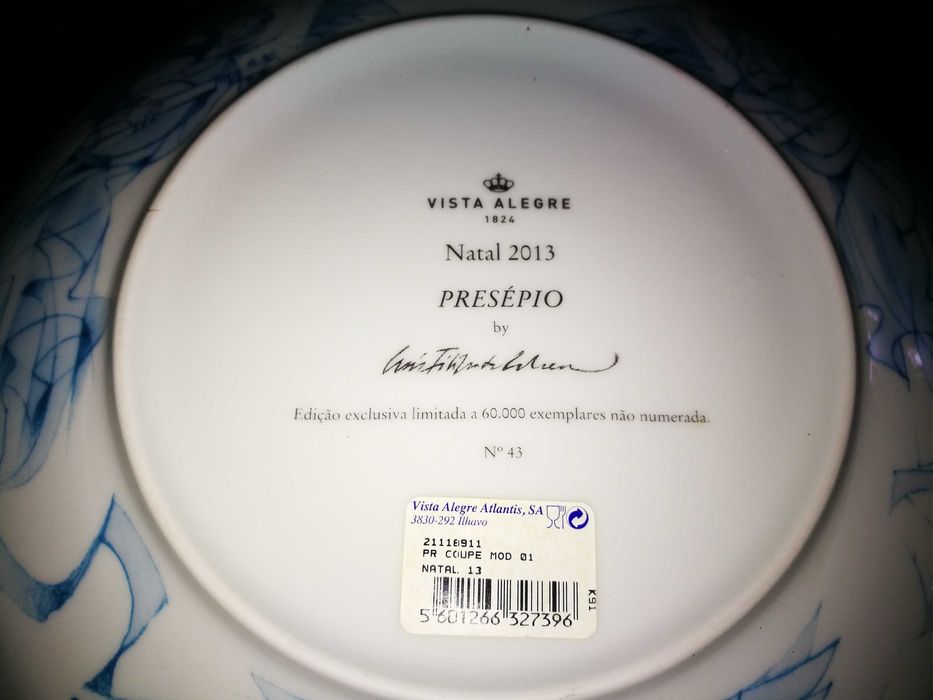 VISTA ALEGRE
1824
Natal 2013
PRESÉPIO
by
Edição exclusiva limitada a 60.000 exemplares não numerada.
Nº 43
Vista Alegre Atlantis, SA
3830-292 Ílhavo
21118911
PR COUPE MOD 01
NATAL 13
K91
5 601266 327396